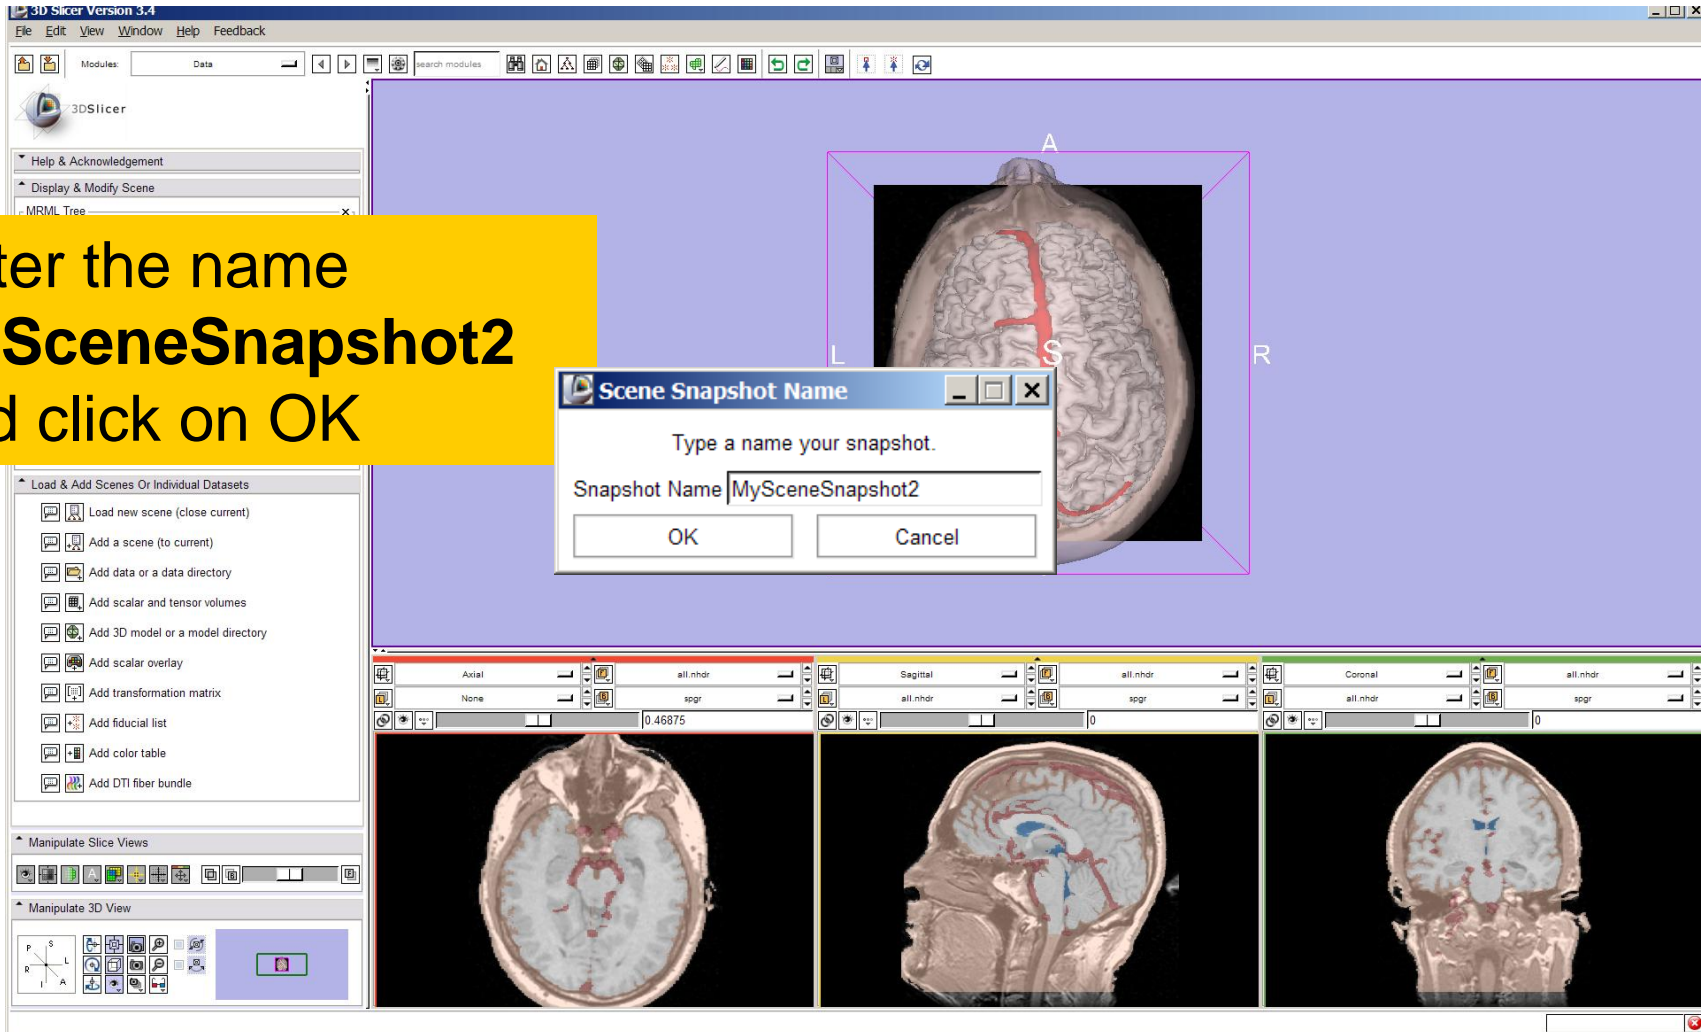 3D Slicer Version 3.4
File Edit View Window Help Feedback
Modules: Data search modules
3DSlicer
Help & Acknowledgement
Display & Modify Scene
MRML Tree
ter the name
SceneSnapshot2
d click on OK
A
L S R
Scene Snapshot Name
Type a name your snapshot.
Snapshot Name MySceneSnapshot2
OK Cancel
Load & Add Scenes Or Individual Datasets
Load new scene (close current)
Add a scene (to current)
Add data or a data directory
Add scalar and tensor volumes
Add 3D model or a model directory
Add scalar overlay
Add transformation matrix
Add fiducial list
Add color table
Add DTI fiber bundle
Manipulate Slice Views
Manipulate 3D View
P S L R I A
Axial all.nhdr
None spgr
0.46875
Sagittal all.nhdr
all.nhdr spgr
0
Coronal all.nhdr
all.nhdr spgr
0